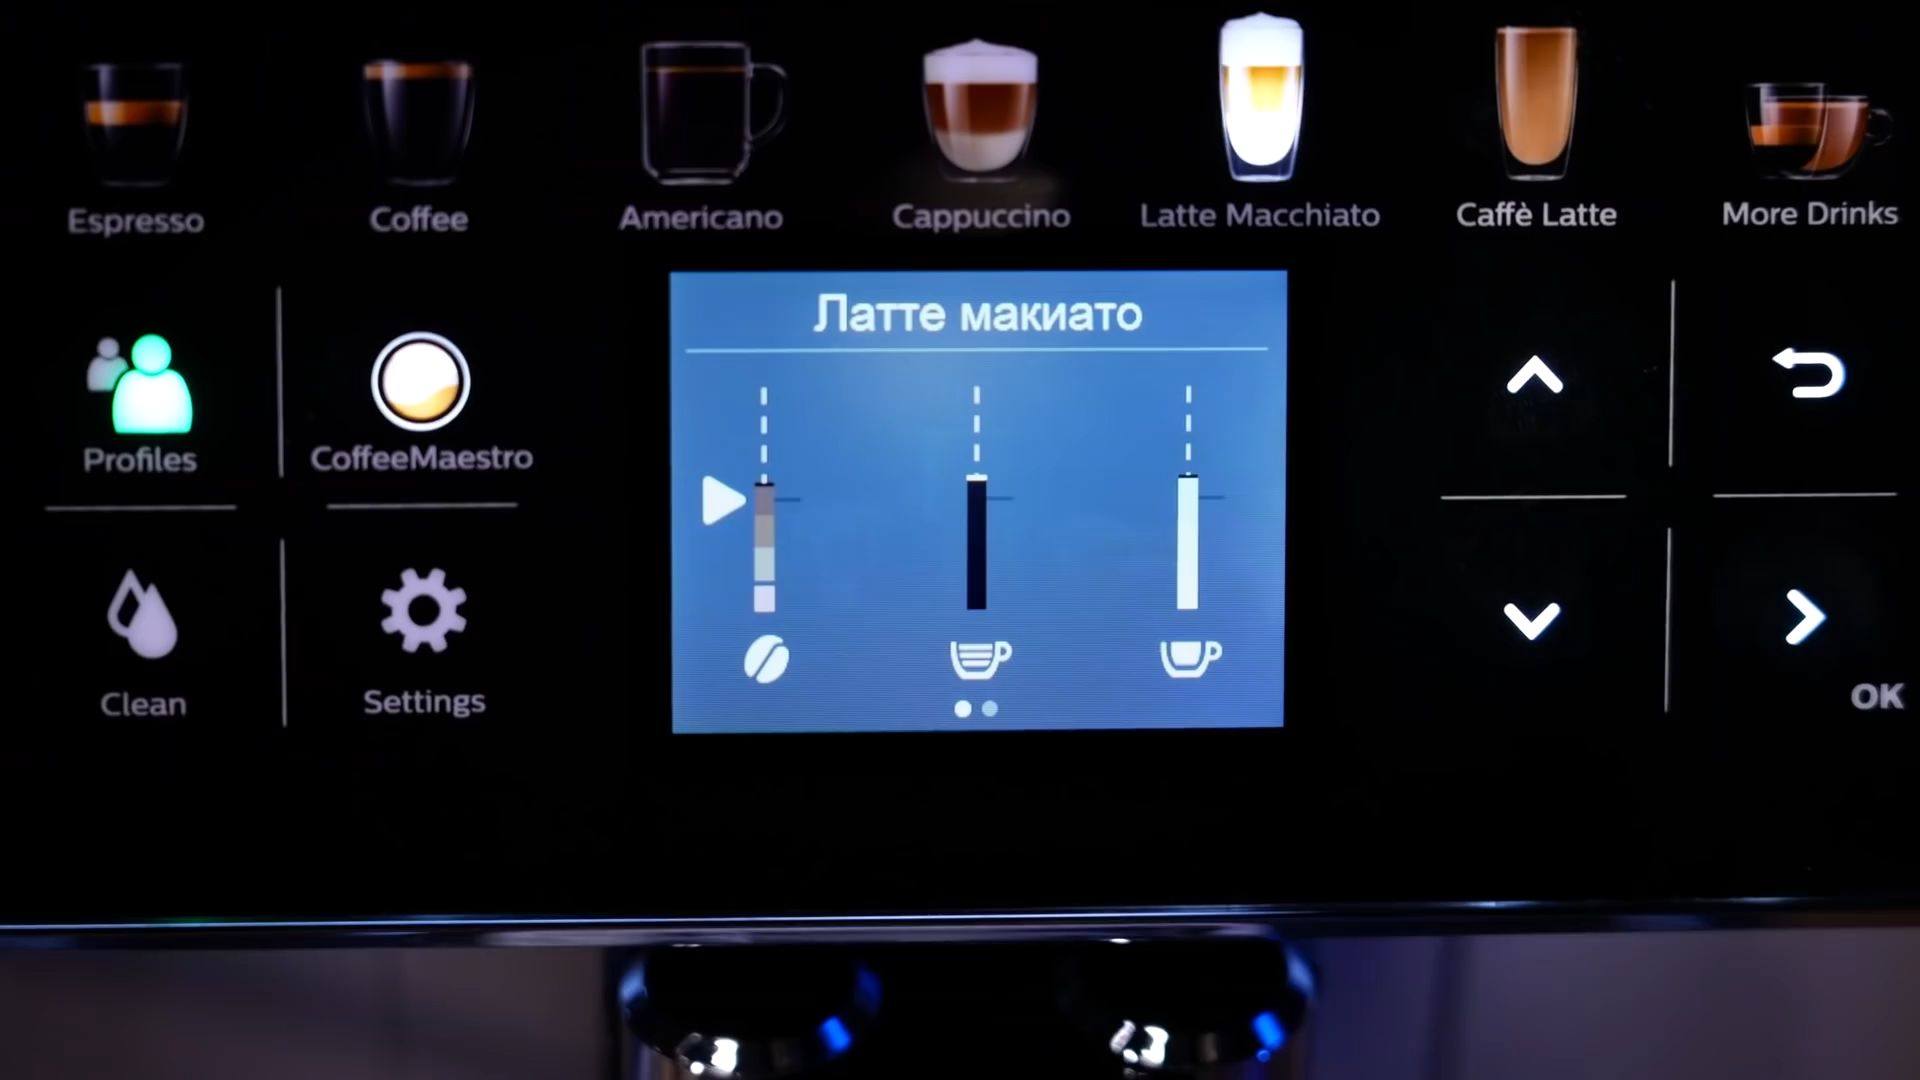 Espresso
Coffee
Americano
Cappuccino
Latte Macchiato
Caffè Latte
More Drinks
Латте макиато
Profiles
CoffeeMaestro
Clean
Settings
OK